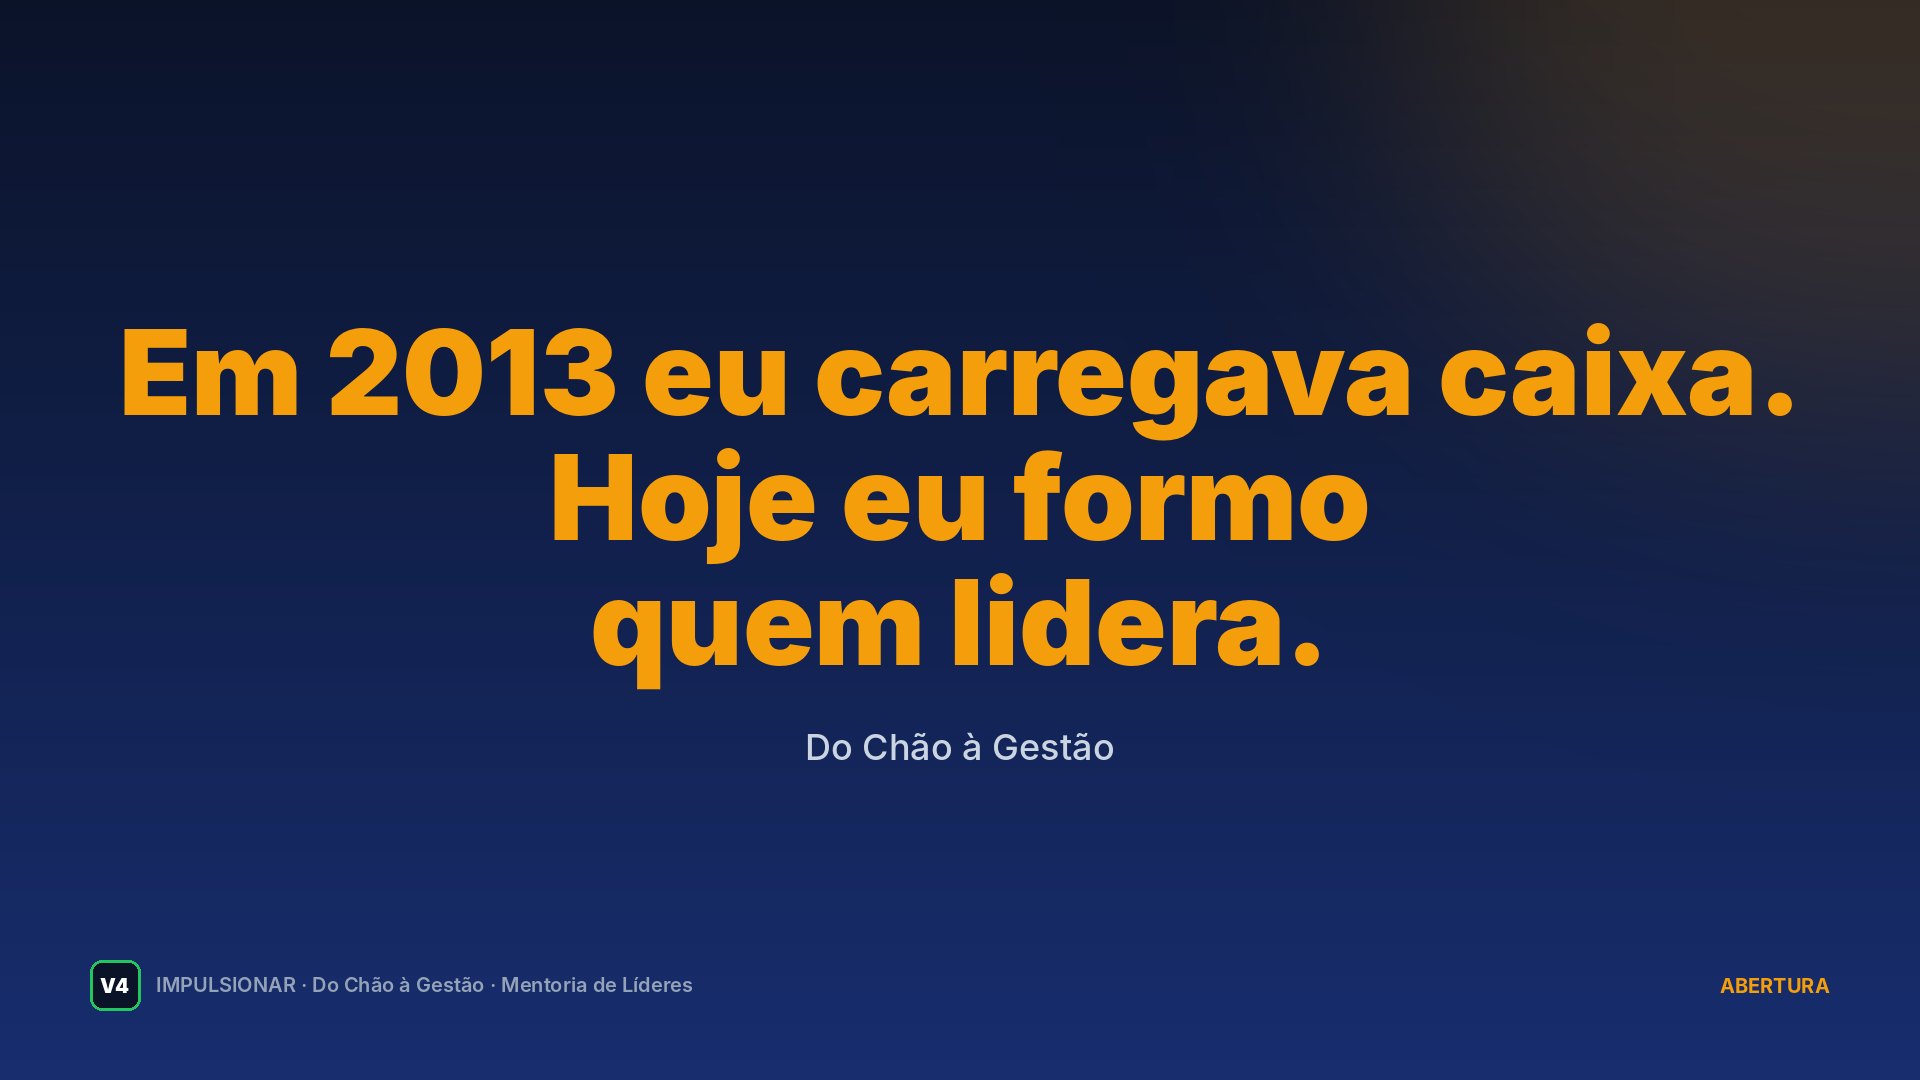 Em 2013 eu carregava caixa.
Hoje eu formo
quem lidera.
Do Chão à Gestão
V4
IMPULSIONAR · Do Chão à Gestão · Mentoria de Líderes
ABERTURA